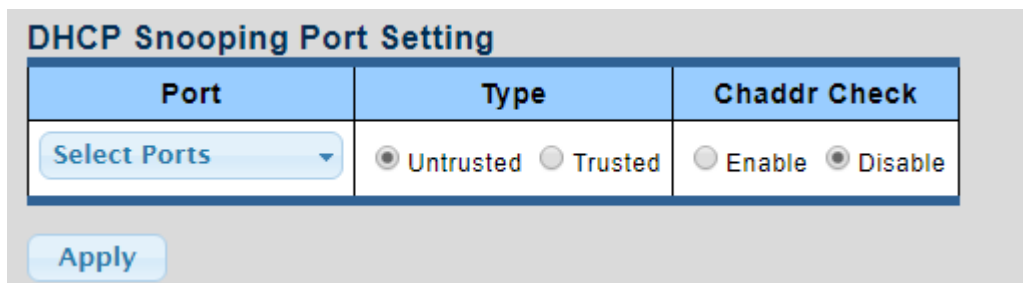 DHCP Snooping Port Setting
Port Type Chaddr Check
Select Ports Untrusted Trusted Enable Disable
Apply